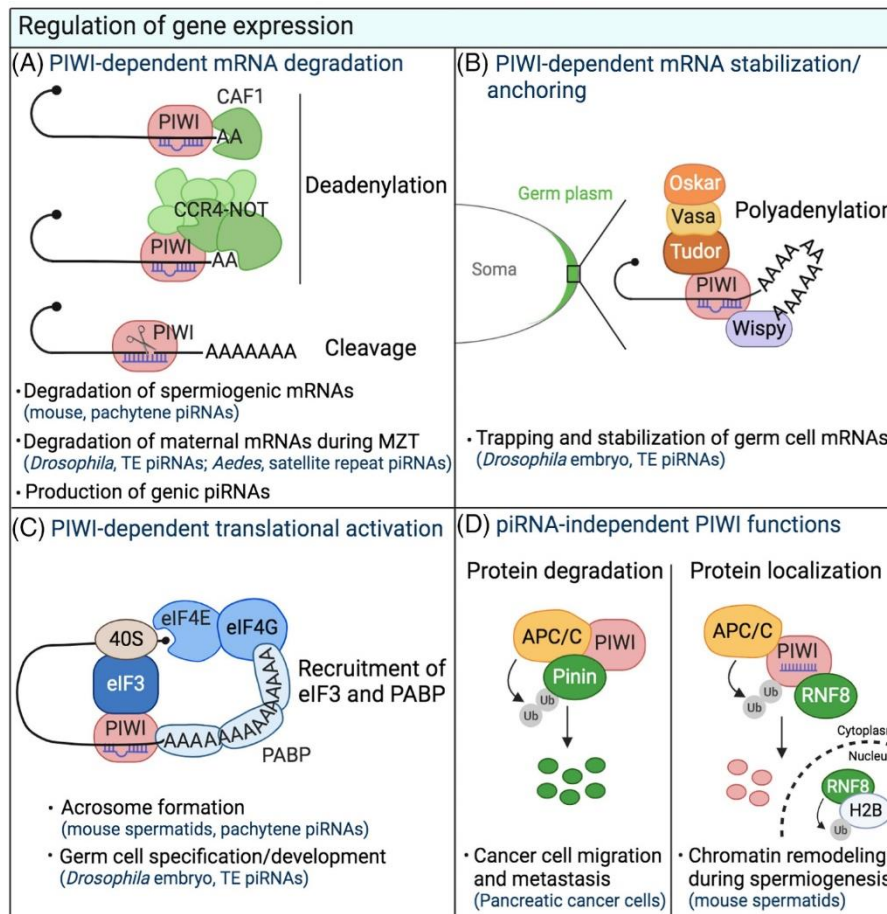 Regulation of gene expression
(A) PIWI-dependent mRNA degradation
CAF1
PIWI
AA
Deadenylation
CCR4-NOT
PIWI
AA
PIWI
AAAAAAA
Cleavage
· Degradation of spermiogenic mRNAs
(mouse, pachytene piRNAs)
· Degradation of maternal mRNAs during MZT
(Drosophila, TE piRNAs; Aedes, satellite repeat piRNAs)
· Production of genic piRNAs
(B) PIWI-dependent mRNA stabilization/
anchoring
Germ plasm
Soma
Oskar
Vasa
Tudor
Polyadenylation
PIWI
AAAAAAAAAAA
Wispy
· Trapping and stabilization of germ cell mRNAs
(Drosophila embryo, TE piRNAs)
(C) PIWI-dependent translational activation
40S
eIF4E
eIF4G
eIF3
PIWI
AAAAAAAAAAAAAAA
PABP
Recruitment of
eIF3 and PABP
· Acrosome formation
(mouse spermatids, pachytene piRNAs)
· Germ cell specification/development
(Drosophila embryo, TE piRNAs)
(D) piRNA-independent PIWI functions
Protein degradation
APC/C
PIWI
Pinin
Ub
Ub
· Cancer cell migration
and metastasis
(Pancreatic cancer cells)
Protein localization
APC/C
PIWI
Ub
Ub
RNF8
Cytoplasm
Nucleu
RNF8
H2B
Ub
· Chromatin remodeling
during spermiogenesis
(mouse spermatids)